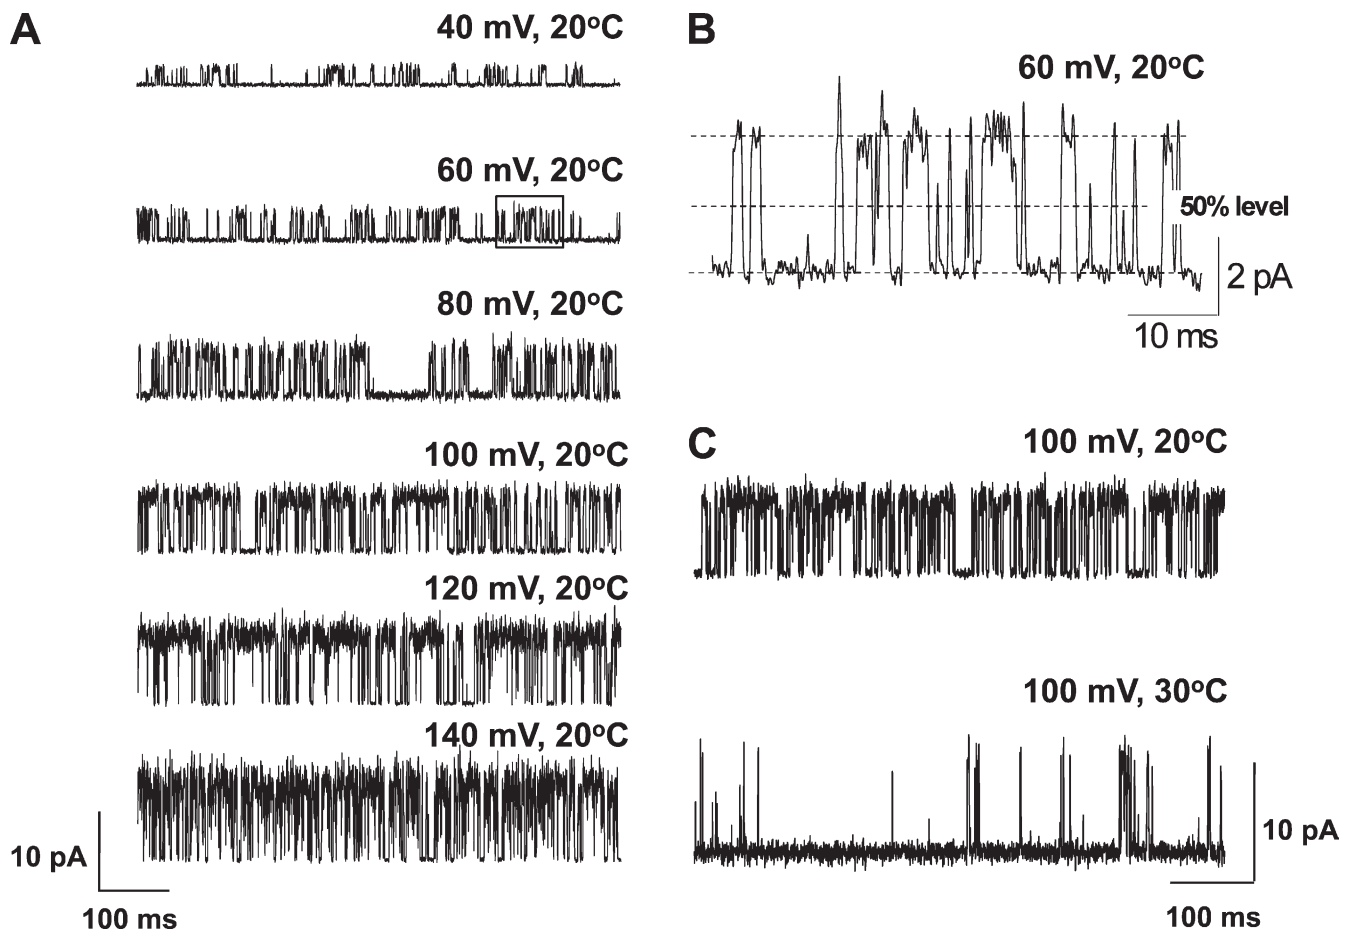 A
40 mV, 20°C
60 mV, 20°C
80 mV, 20°C
100 mV, 20°C
120 mV, 20°C
140 mV, 20°C
10 pA
100 ms
B
60 mV, 20°C
50% level
2 pA
10 ms
C
100 mV, 20°C
100 mV, 30°C
10 pA
100 ms